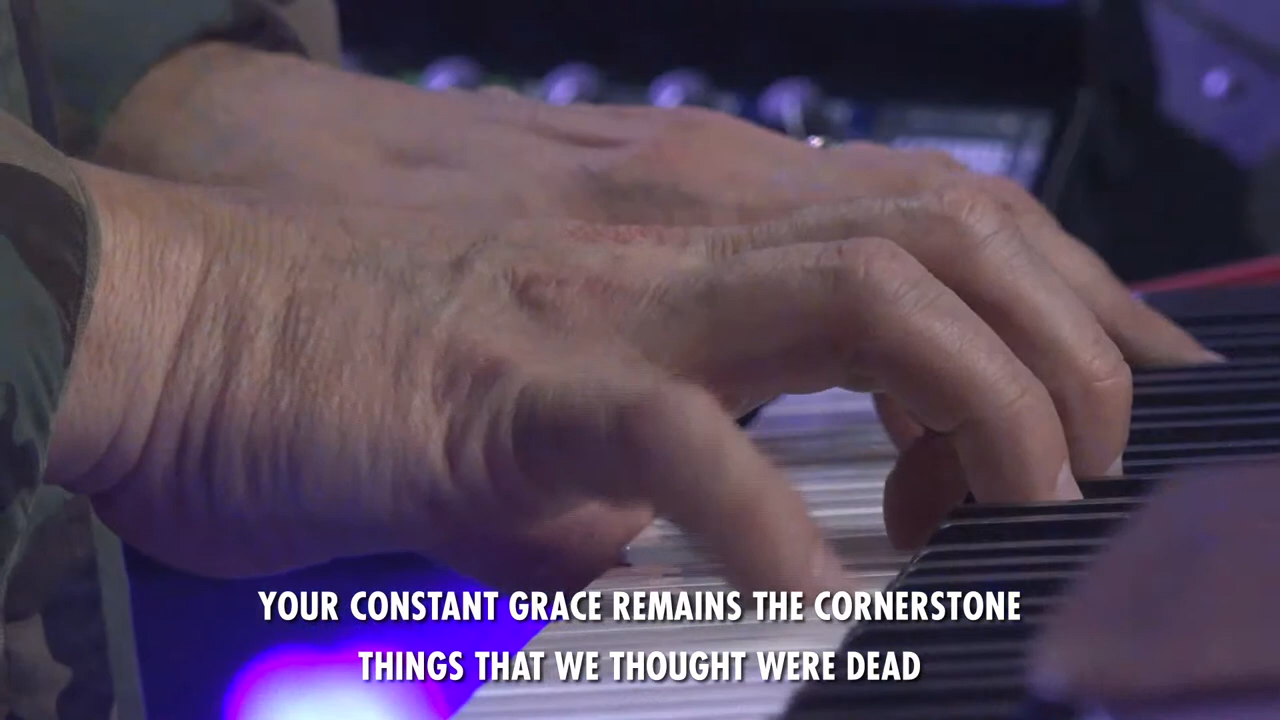 YOUR CONSTANT GRACE REMAINS THE CORNERSTONE
THINGS THAT WE THOUGHT WERE DEAD